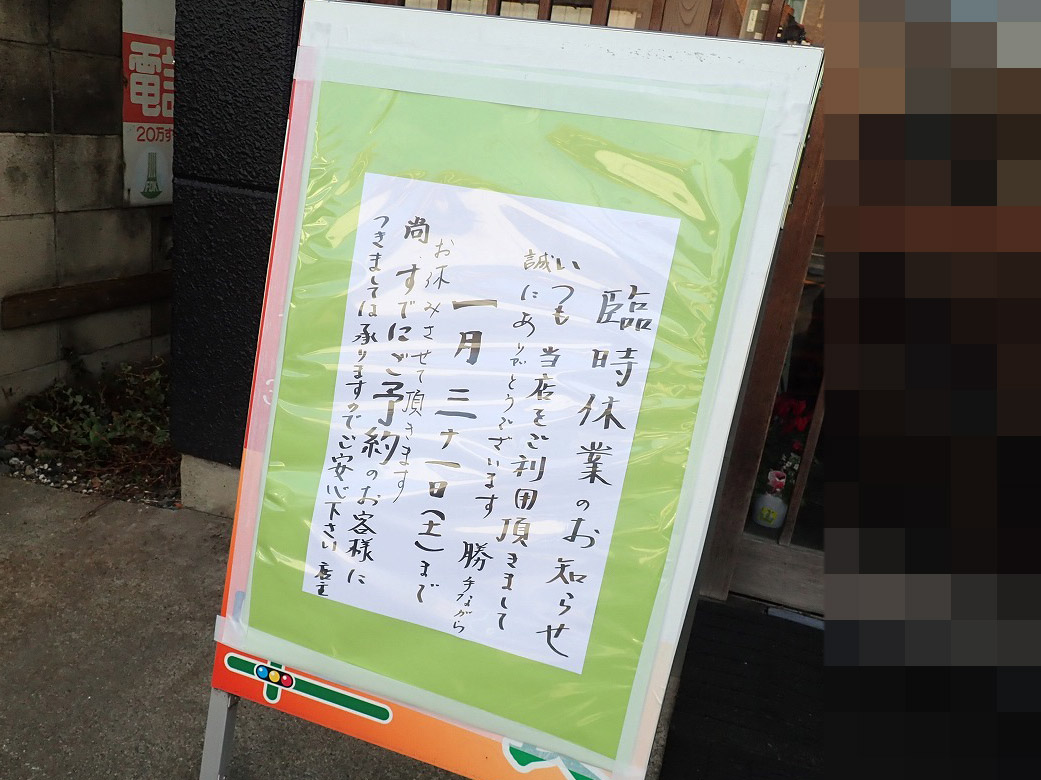 臨時休業のお知らせ
いつも当店をご利用頂きまして
誠にありがとうございます 勝手ながら
一月三十一日(土)まで
お休みさせて頂きます
尚、すでにご予約のお客様に
つきましては承りますのでご安心下さい 店主
20万